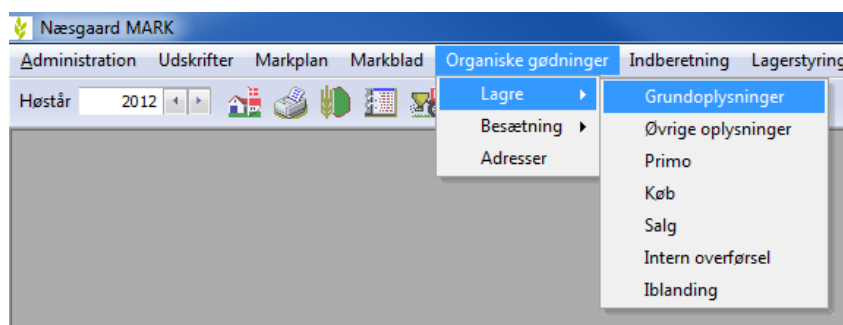 Næsgaard MARK
Administration Udskrifter Markplan Markblad Organiske gødninger Indberetning Lagerstyring
Høstår 2012
Lagre
Besætning
Adresser
Grundoplysninger
Øvrige oplysninger
Primo
Køb
Salg
Intern overførsel
Iblanding